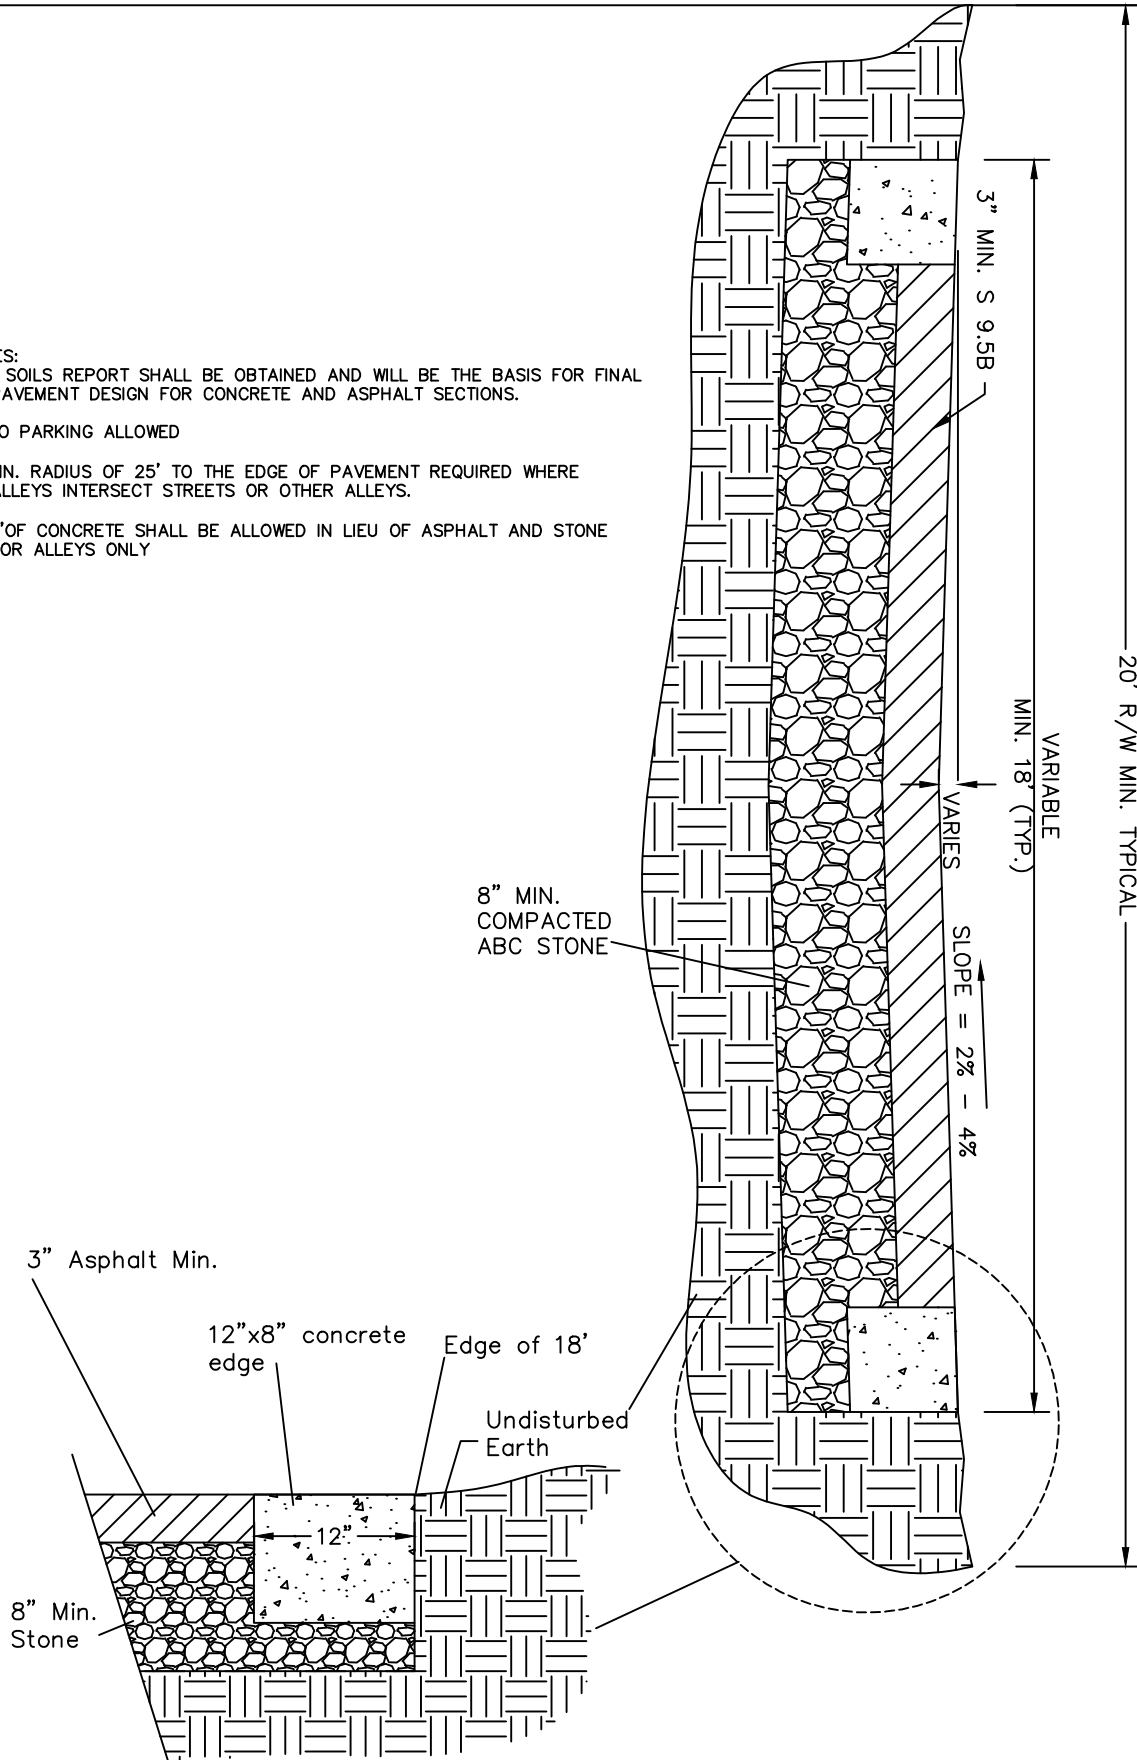 ES:
SOILS REPORT SHALL BE OBTAINED AND WILL BE THE BASIS FOR FINAL
PAVEMENT DESIGN FOR CONCRETE AND ASPHALT SECTIONS.
O PARKING ALLOWED
IN. RADIUS OF 25' TO THE EDGE OF PAVEMENT REQUIRED WHERE
ALLEYS INTERSECT STREETS OR OTHER ALLEYS.
"OF CONCRETE SHALL BE ALLOWED IN LIEU OF ASPHALT AND STONE
OR ALLEYS ONLY
3" MIN. S 9.5B
20' R/W MIN. TYPICAL
VARIABLE
MIN. 18' (TYP.)
VARIES
SLOPE = 2% - 4%
8" MIN.
COMPACTED
ABC STONE
3" Asphalt Min.
12"x8" concrete
edge
Edge of 18'
Undisturbed
Earth
12"
8" Min.
Stone